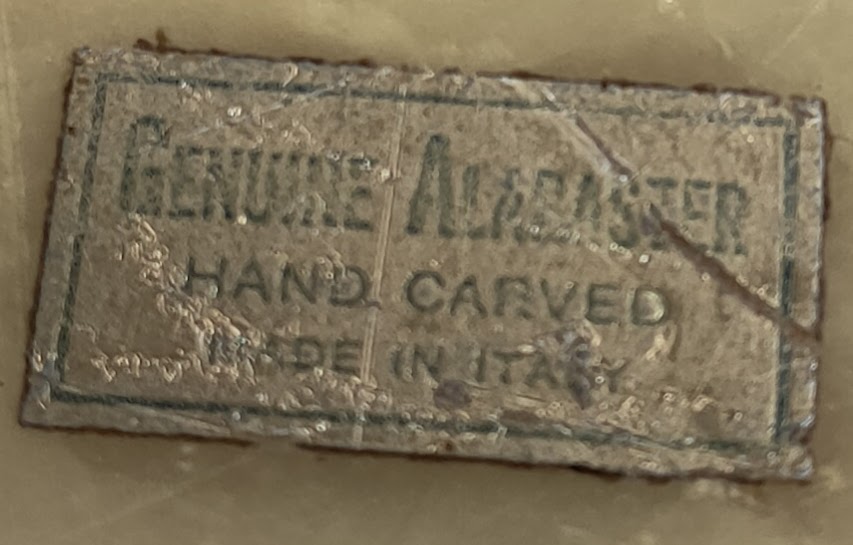 GENUINE ALABASTER
HAND CARVED
MADE IN ITALY